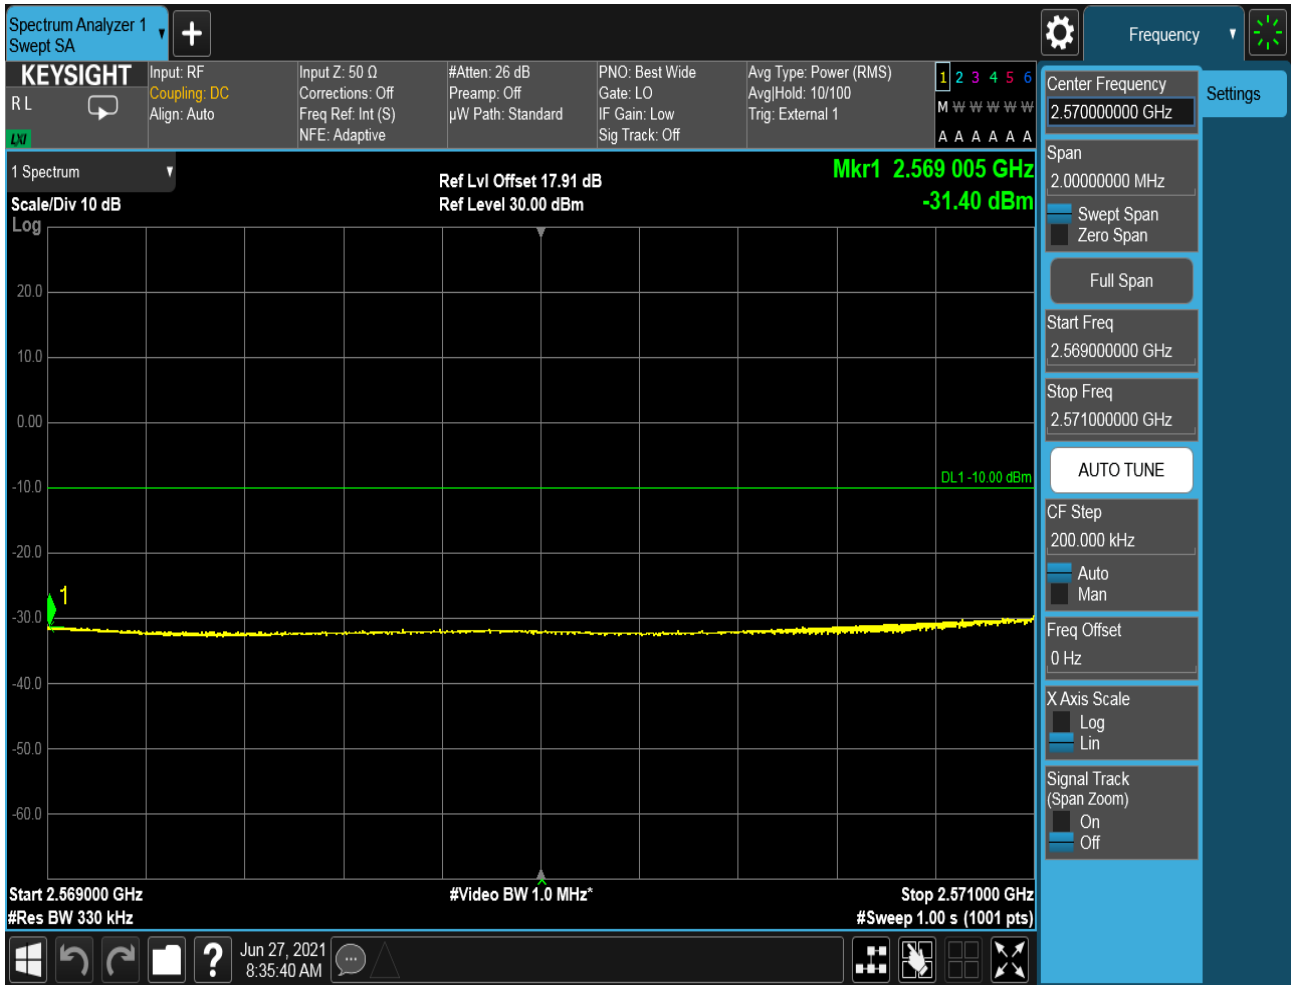 Spectrum Analyzer 1
Swept SA
+
Frequency
KEYSIGHT
R L
LXI
Input: RF
Coupling: DC
Align: Auto
Input Z: 50 Ω
Corrections: Off
Freq Ref: Int (S)
NFE: Adaptive
#Atten: 26 dB
Preamp: Off
µW Path: Standard
PNO: Best Wide
Gate: LO
IF Gain: Low
Sig Track: Off
Avg Type: Power (RMS)
Avg|Hold: 10/100
Trig: External 1
1 2 3 4 5 6
M W W W W W
A A A A A A
1 Spectrum
Scale/Div 10 dB
Log
Ref Lvl Offset 17.91 dB
Ref Level 30.00 dBm
Mkr1 2.569 005 GHz
-31.40 dBm
20.0
10.0
0.00
-10.0
-20.0
-30.0
-40.0
-50.0
-60.0
DL1 -10.00 dBm
1
Start 2.569000 GHz
#Res BW 330 kHz
#Video BW 1.0 MHz*
Stop 2.571000 GHz
#Sweep 1.00 s (1001 pts)
Center Frequency
2.570000000 GHz
Settings
Span
2.00000000 MHz
Swept Span
Zero Span
Full Span
Start Freq
2.569000000 GHz
Stop Freq
2.571000000 GHz
AUTO TUNE
CF Step
200.000 kHz
Auto
Man
Freq Offset
0 Hz
X Axis Scale
Log
Lin
Signal Track
(Span Zoom)
On
Off
?
Jun 27, 2021
8:35:40 AM